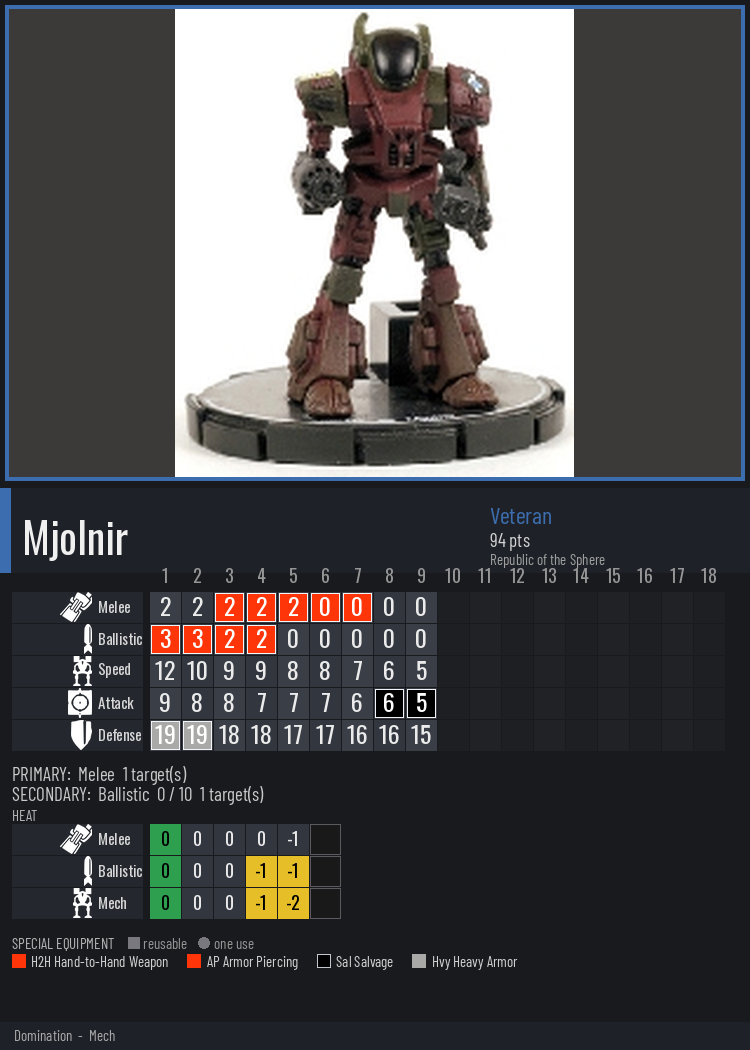 Mjolnir
Veteran
94 pts
Republic of the Sphere
1 2 3 4 5 6 7 8 9 10 11 12 13 14 15 16 17 18
Melee 2 2 2 2 2 0 0 0 0
Ballistic 3 3 2 2 0 0 0 0 0
Speed 12 10 9 9 8 8 7 6 5
Attack 9 8 8 7 7 7 6 6 5
Defense 19 19 18 18 17 17 16 16 15
PRIMARY: Melee 1 target(s)
SECONDARY: Ballistic 0 / 10 1 target(s)
HEAT
Melee 0 0 0 0 -1
Ballistic 0 0 0 -1 -1
Mech 0 0 0 -1 -2
SPECIAL EQUIPMENT reusable one use
H2H Hand-to-Hand Weapon AP Armor Piercing Sal Salvage Hvy Heavy Armor
Domination - Mech